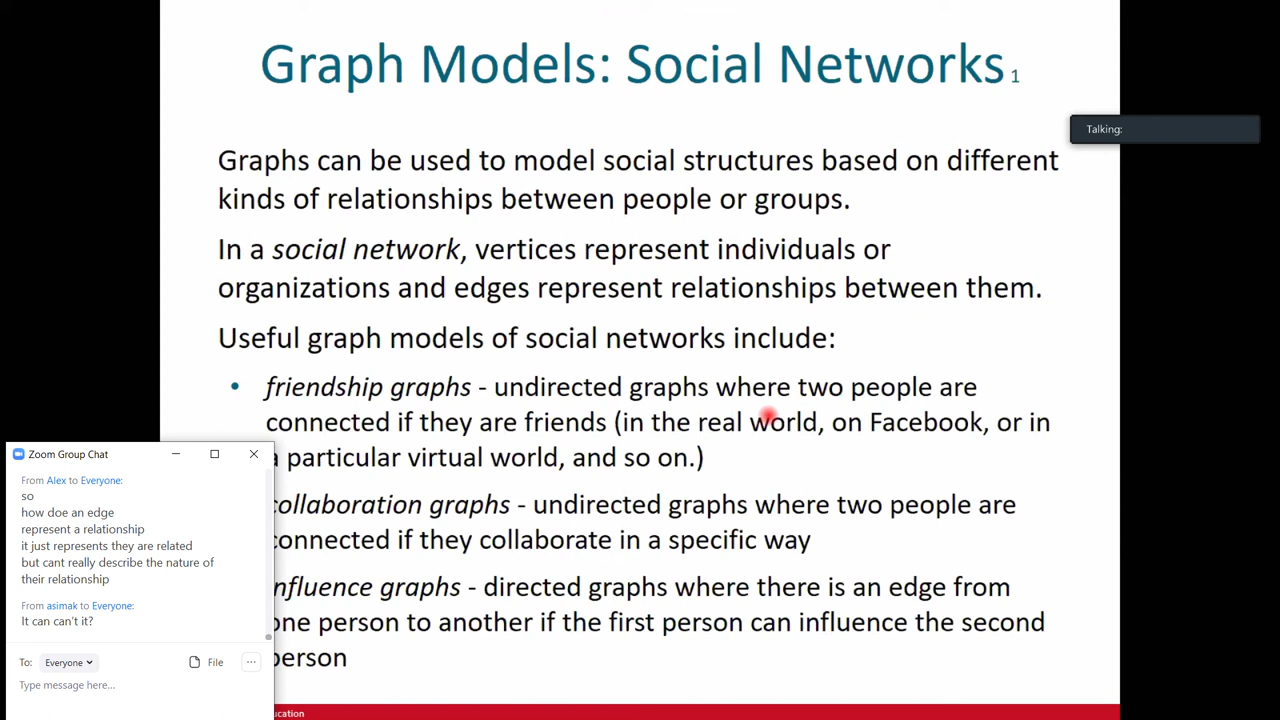 Graph Models: Social Networks 1
Talking:
Graphs can be used to model social structures based on different
kinds of relationships between people or groups.
In a social network, vertices represent individuals or
organizations and edges represent relationships between them.
Useful graph models of social networks include:
• friendship graphs - undirected graphs where two people are
connected if they are friends (in the real world, on Facebook, or in
particular virtual world, and so on.)
collaboration graphs - undirected graphs where two people are
connected if they collaborate in a specific way
influence graphs - directed graphs where there is an edge from
one person to another if the first person can influence the second
person
ucation
Zoom Group Chat
From Alex to Everyone:
so
how doe an edge
represent a relationship
it just represents they are related
but cant really describe the nature of
their relationship
From asimak to Everyone:
It can can't it?
To: Everyone
File
Type message here...